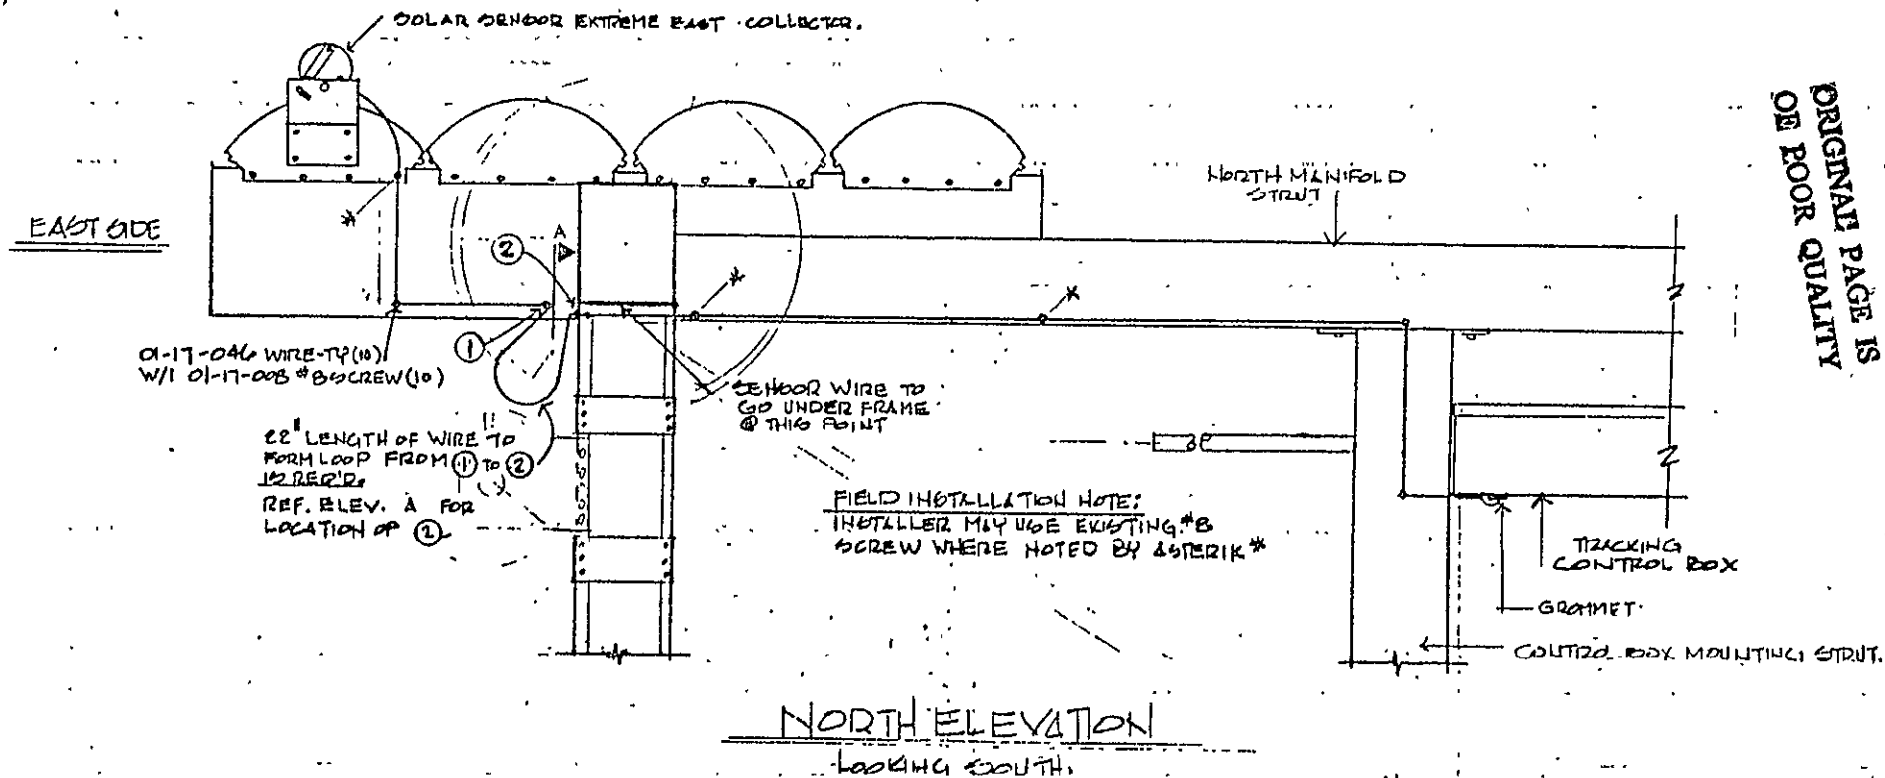 SOLAR SENSOR EXTREME EAST COLLECTOR.
ORIGINAL PAGE IS
OF POOR QUALITY
NORTH MANIFOLD
STRUT
EAST SIDE
A
2
*
*
*
1
01-17-046 WIRE-TY(10)
W/1 01-17-008 #8 SCREW(10)
SENSOR WIRE TO
GO UNDER FRAME
@ THIS POINT
22" LENGTH OF WIRE TO
FORM LOOP FROM 1 TO 2
IS REQ'D.
REF. ELEV. A FOR
LOCATION OF 2
FIELD INSTALLATION NOTE:
INSTALLER MAY USE EXISTING #8
SCREW WHERE NOTED BY ASTERIK *
TRACKING
CONTROL BOX
GROMMET
CONTROL BOX MOUNTING STRUT.
NORTH ELEVATION
LOOKING SOUTH.